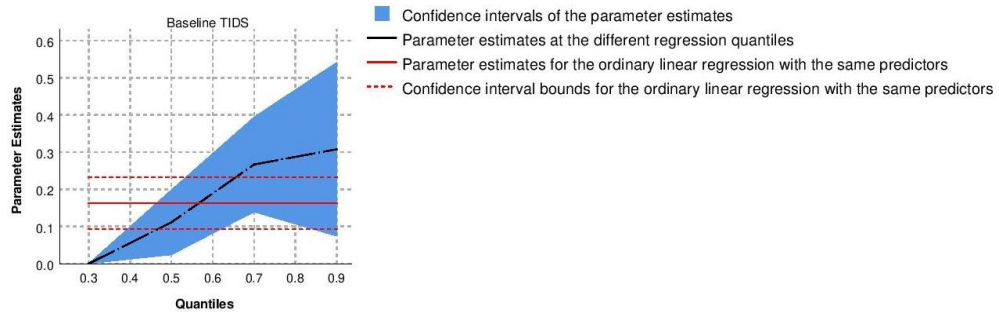 Baseline TIDS
Parameter Estimates
0.6
0.5
0.4
0.3
0.2
0.1
0.0
0.3 0.4 0.5 0.6 0.7 0.8 0.9
Quantiles
Confidence intervals of the parameter estimates
Parameter estimates at the different regression quantiles
Parameter estimates for the ordinary linear regression with the same predictors
Confidence interval bounds for the ordinary linear regression with the same predictors